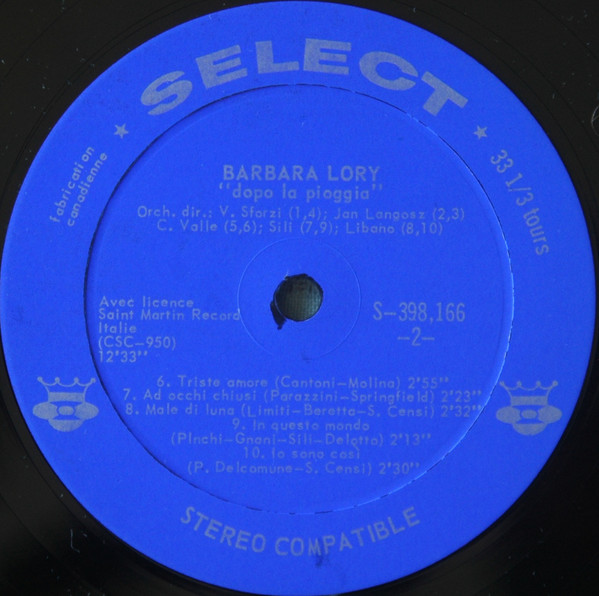 SELECT
fabrication
canadienne
33 1/3 tours
BARBARA LORY
"dopo la pioggia"
Orch. dir.: V. Sforzi (1,4); Jan Langosz (2,3)
C. Valle (5,6); Sili (7,9); Libano (8,10)
Avec licence
Saint Martin Record
Italie
(CSC-950)
12'33''
S-398,166
-2-
6. Triste amore (Cantoni-Molina) 2'55''
7. Ad occhi chiusi (Parazzini-Springfield) 2'23''
8. Male di luna (Limiti-Beretta-S. Censi) 2'32''
9. In questo mondo
(Pinchi-Gnani-Sili-Delotto) 2'13''
10. Io sono così
(P. Delcomune-S. Censi) 2'30''
STEREO COMPATIBLE